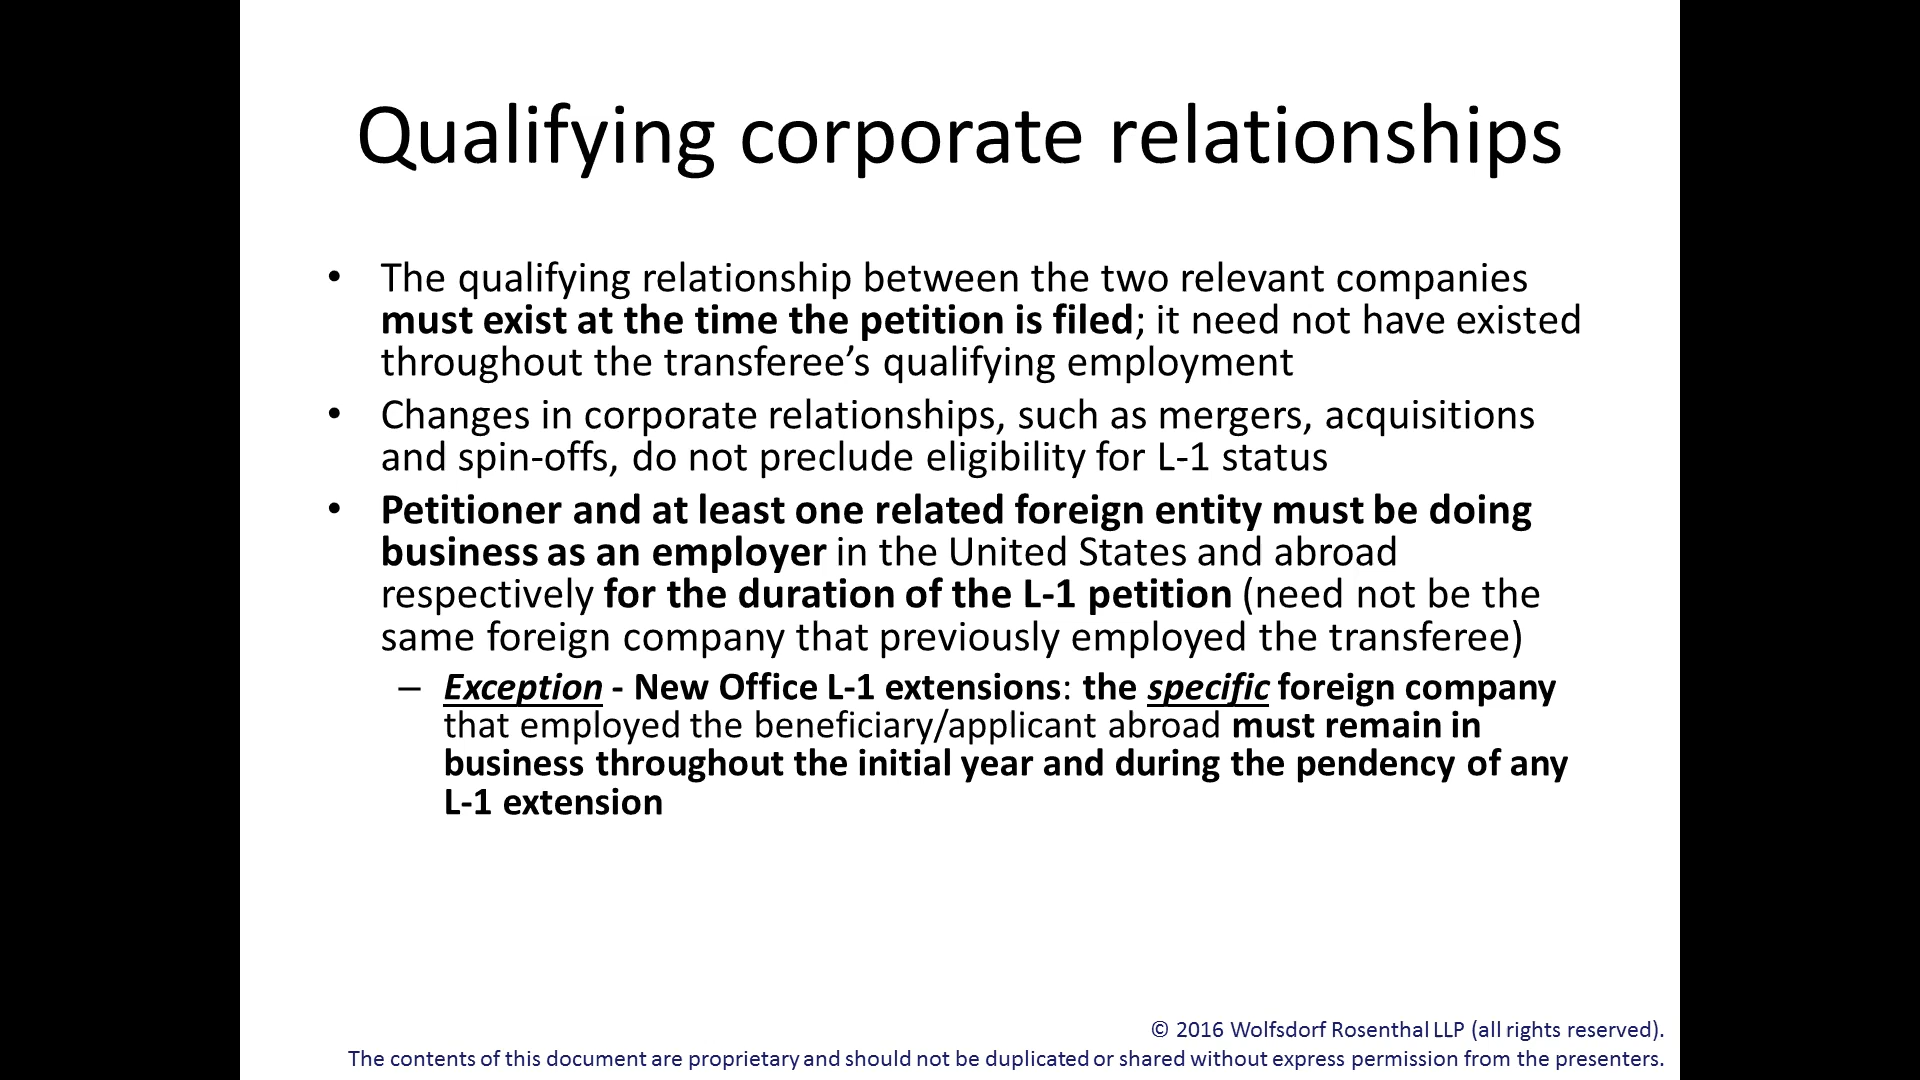 Qualifying corporate relationships
• The qualifying relationship between the two relevant companies
must exist at the time the petition is filed; it need not have existed
throughout the transferee’s qualifying employment
• Changes in corporate relationships, such as mergers, acquisitions
and spin-offs, do not preclude eligibility for L-1 status
• Petitioner and at least one related foreign entity must be doing
business as an employer in the United States and abroad
respectively for the duration of the L-1 petition (need not be the
same foreign company that previously employed the transferee)
– Exception - New Office L-1 extensions: the specific foreign company
that employed the beneficiary/applicant abroad must remain in
business throughout the initial year and during the pendency of any
L-1 extension
© 2016 Wolfsdorf Rosenthal LLP (all rights reserved).
The contents of this document are proprietary and should not be duplicated or shared without express permission from the presenters.